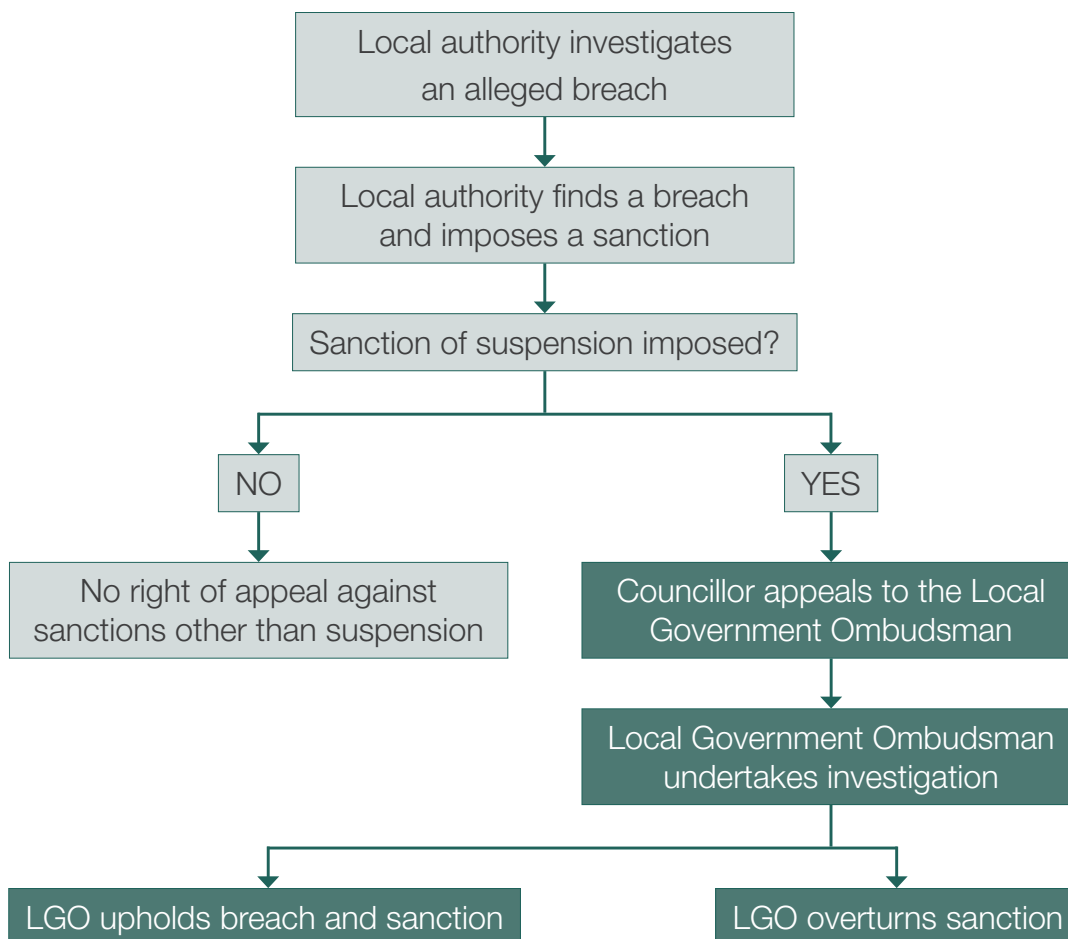 Local authority investigates
an alleged breach
Local authority finds a breach
and imposes a sanction
Sanction of suspension imposed?
NO
YES
No right of appeal against
sanctions other than suspension
Councillor appeals to the Local
Government Ombudsman
Local Government Ombudsman
undertakes investigation
LGO upholds breach and sanction
LGO overturns sanction